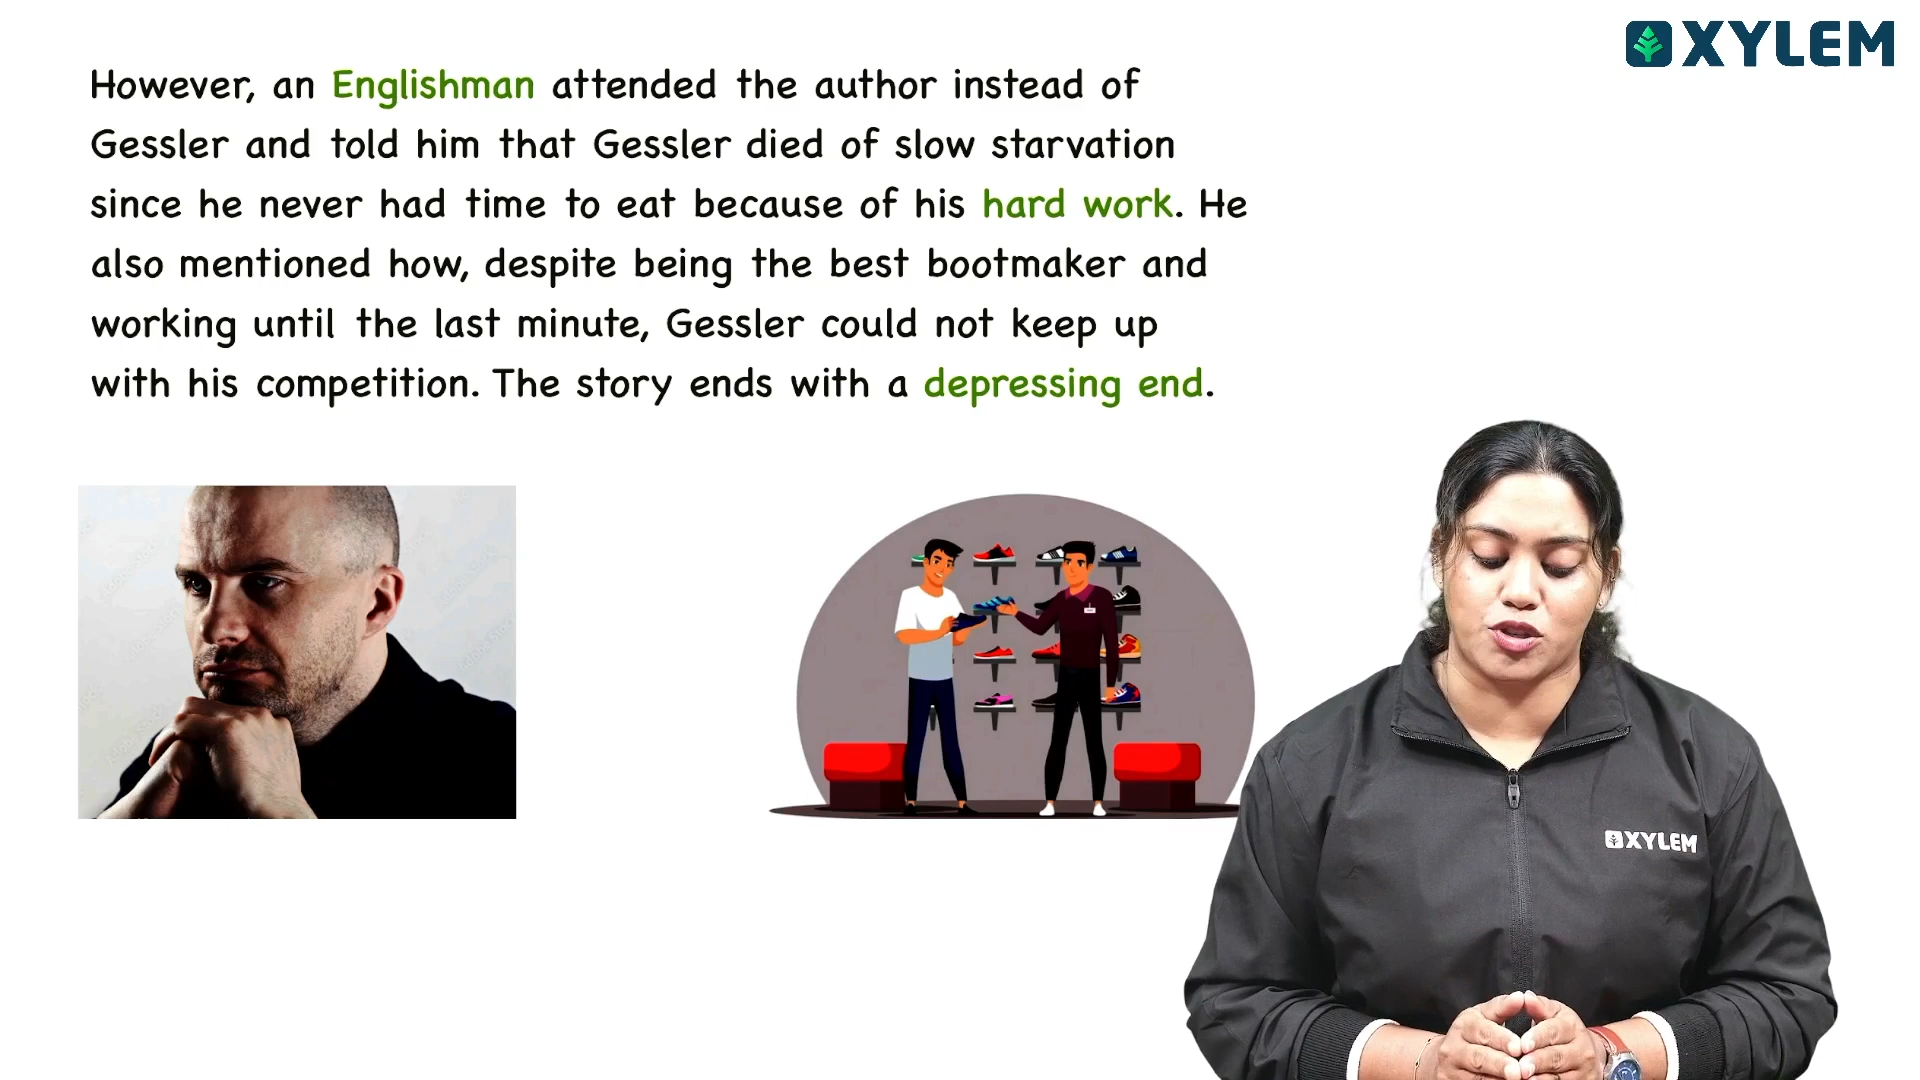 XYLEM
However, an Englishman attended the author instead of
Gessler and told him that Gessler died of slow starvation
since he never had time to eat because of his hard work. He
also mentioned how, despite being the best bootmaker and
working until the last minute, Gessler could not keep up
with his competition. The story ends with a depressing end.
XYLEM